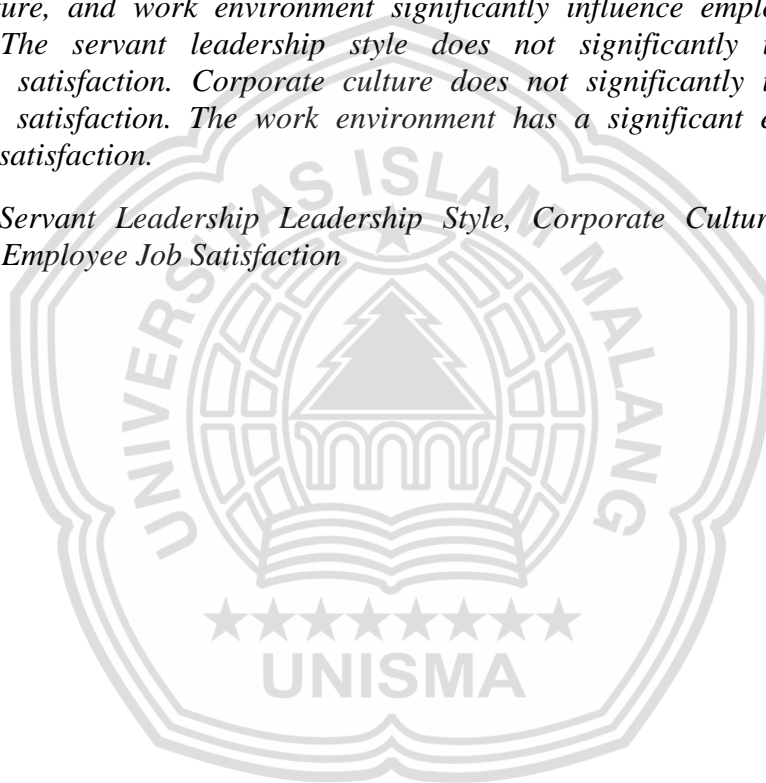 ture, and work environment significantly influence emplo
The servant leadership style does not significantly i
satisfaction. Corporate culture does not significantly i
satisfaction. The work environment has a significant e
satisfaction.
Servant Leadership Leadership Style, Corporate Cultur
Employee Job Satisfaction
UNIVERSITAS ISLAM MALANG
UNISMA